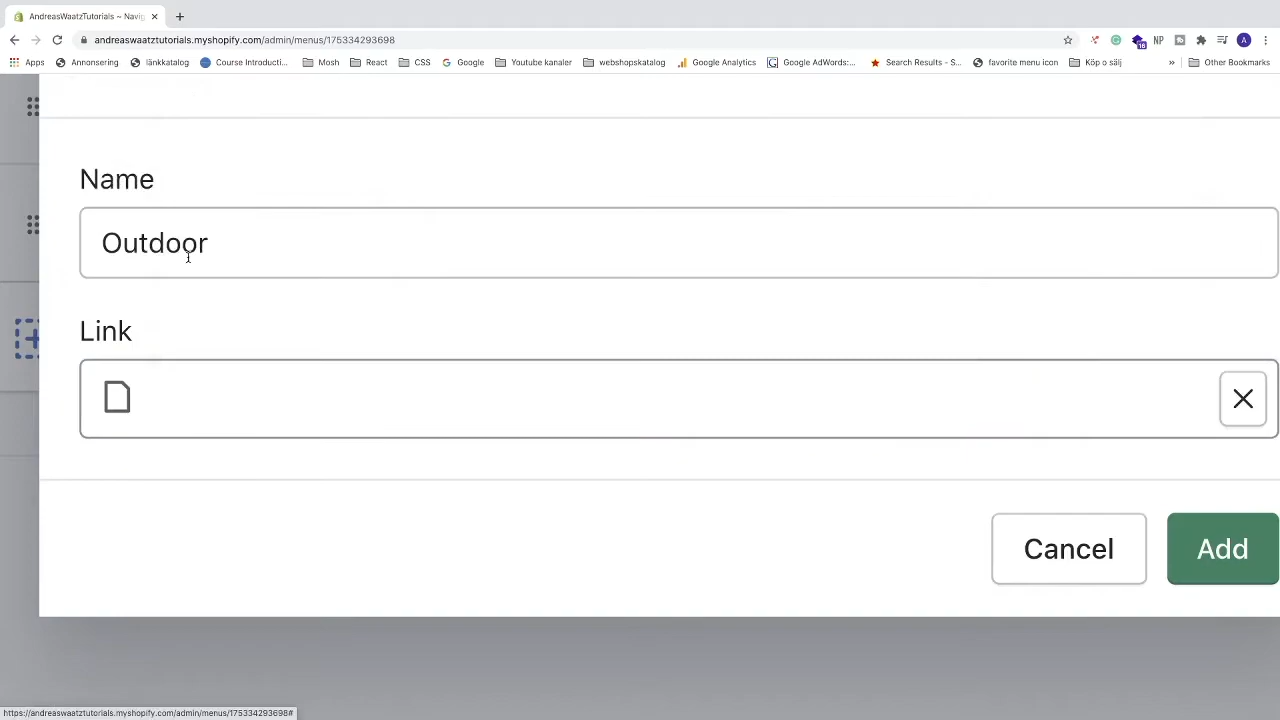 AndreasWaatzTutorials ~ Navig
andreaswaatztutorials.myshopify.com/admin/menus/175334293698
NP
16
A
Apps
Annonsering
länkkatalog
Course Introducti...
Mosh
React
CSS
Google
Youtube kanaler
webshopskatalog
Google Analytics
Google AdWords:...
Search Results - S...
favorite menu icon
Köp o sälj
»
Other Bookmarks
Name
Outdoor
Link
Cancel
Add
https://andreaswaatztutorials.myshopify.com/admin/menus/175334293698#